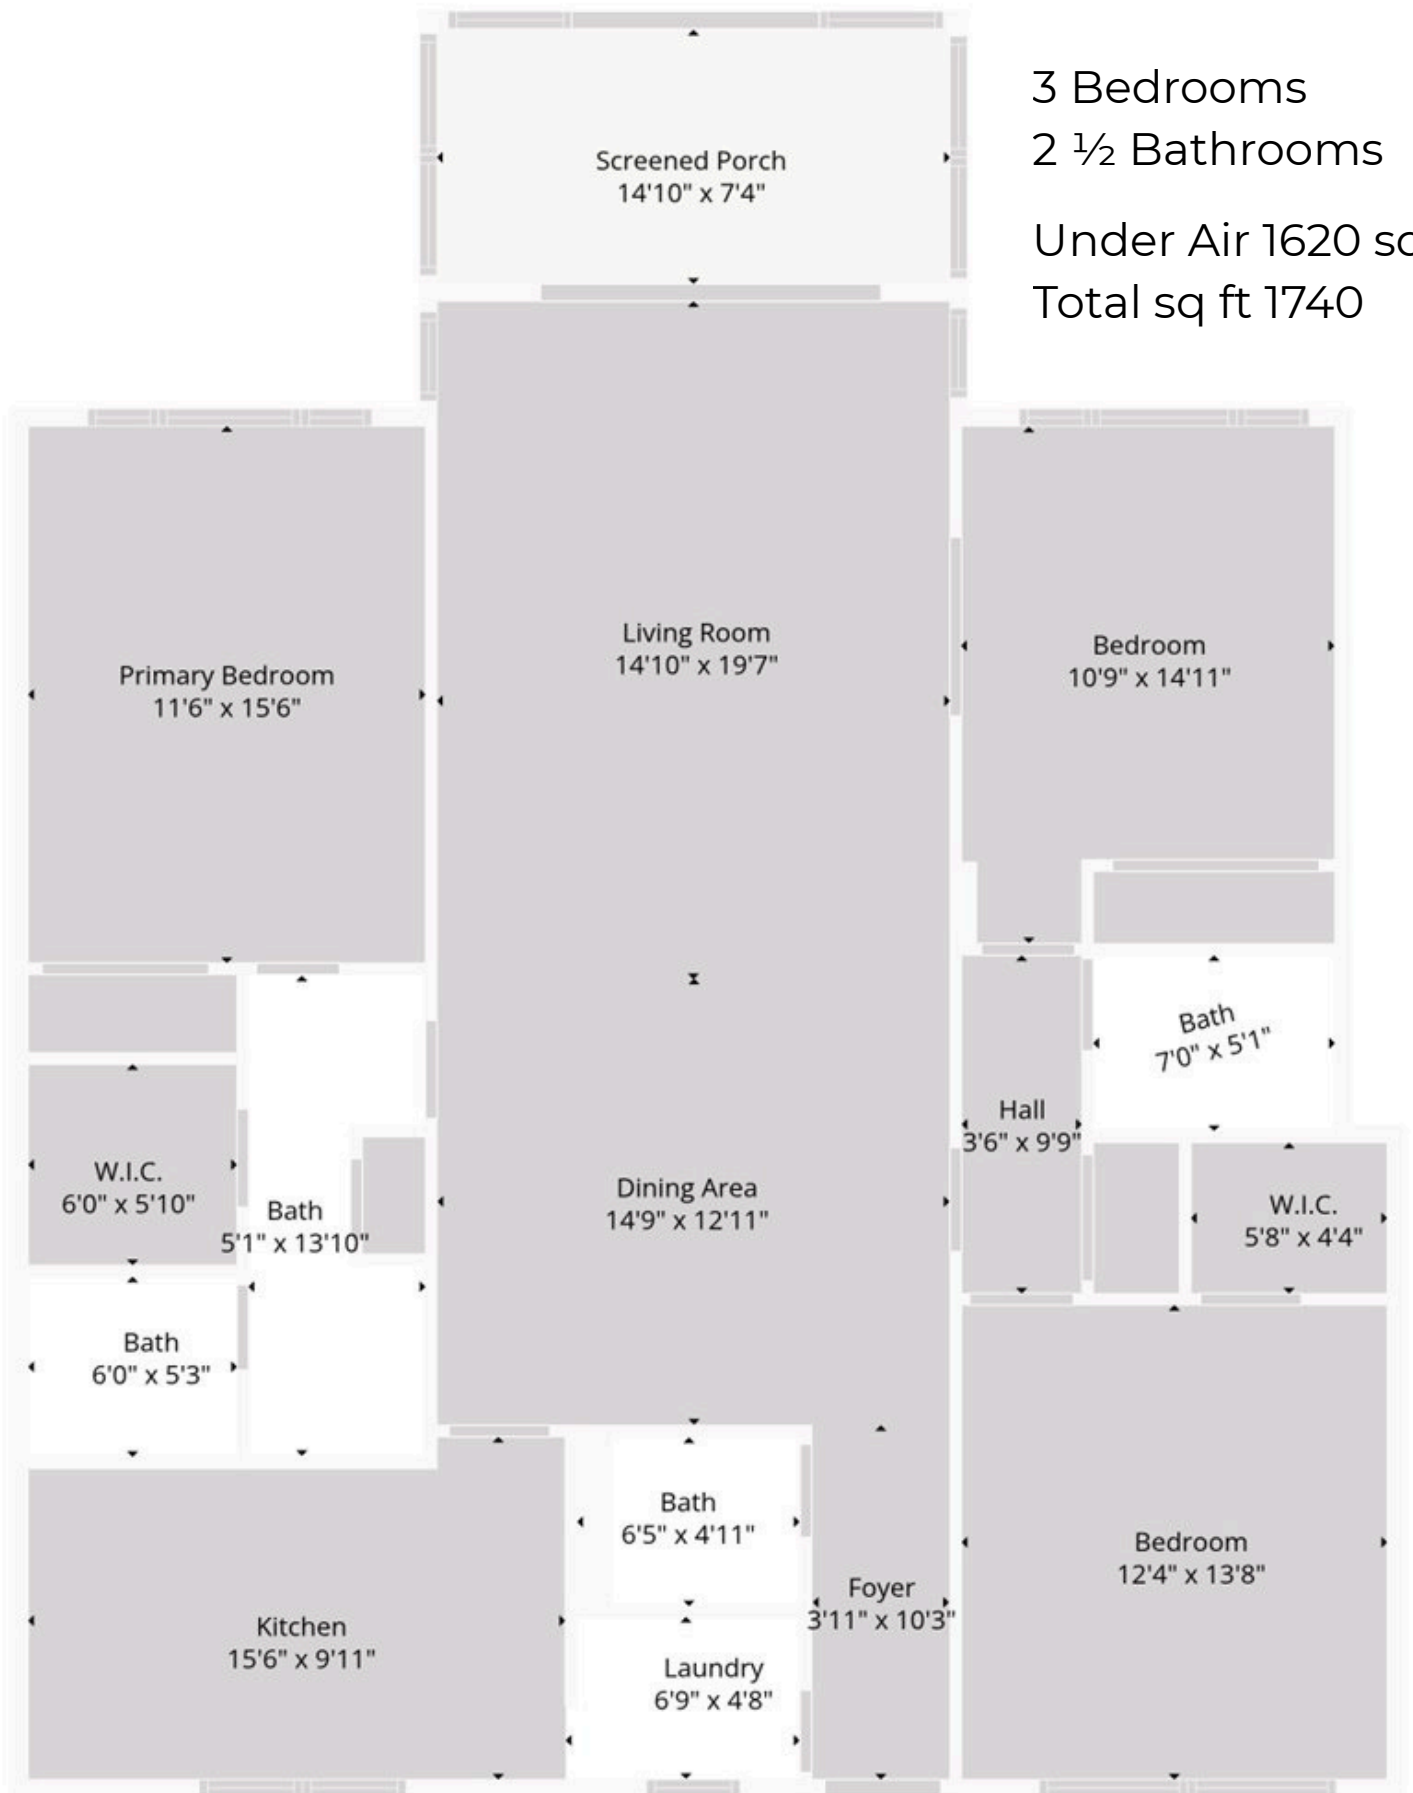 3 Bedrooms
2 ½ Bathrooms
Under Air 1620 sq
Total sq ft 1740
Screened Porch
14'10" x 7'4"
Living Room
14'10" x 19'7"
Primary Bedroom
11'6" x 15'6"
Bedroom
10'9" x 14'11"
Bath
7'0" x 5'1"
Hall
3'6" x 9'9"
W.I.C.
6'0" x 5'10"
Bath
5'1" x 13'10"
Dining Area
14'9" x 12'11"
W.I.C.
5'8" x 4'4"
Bath
6'0" x 5'3"
Bath
6'5" x 4'11"
Bedroom
12'4" x 13'8"
Foyer
3'11" x 10'3"
Kitchen
15'6" x 9'11"
Laundry
6'9" x 4'8"